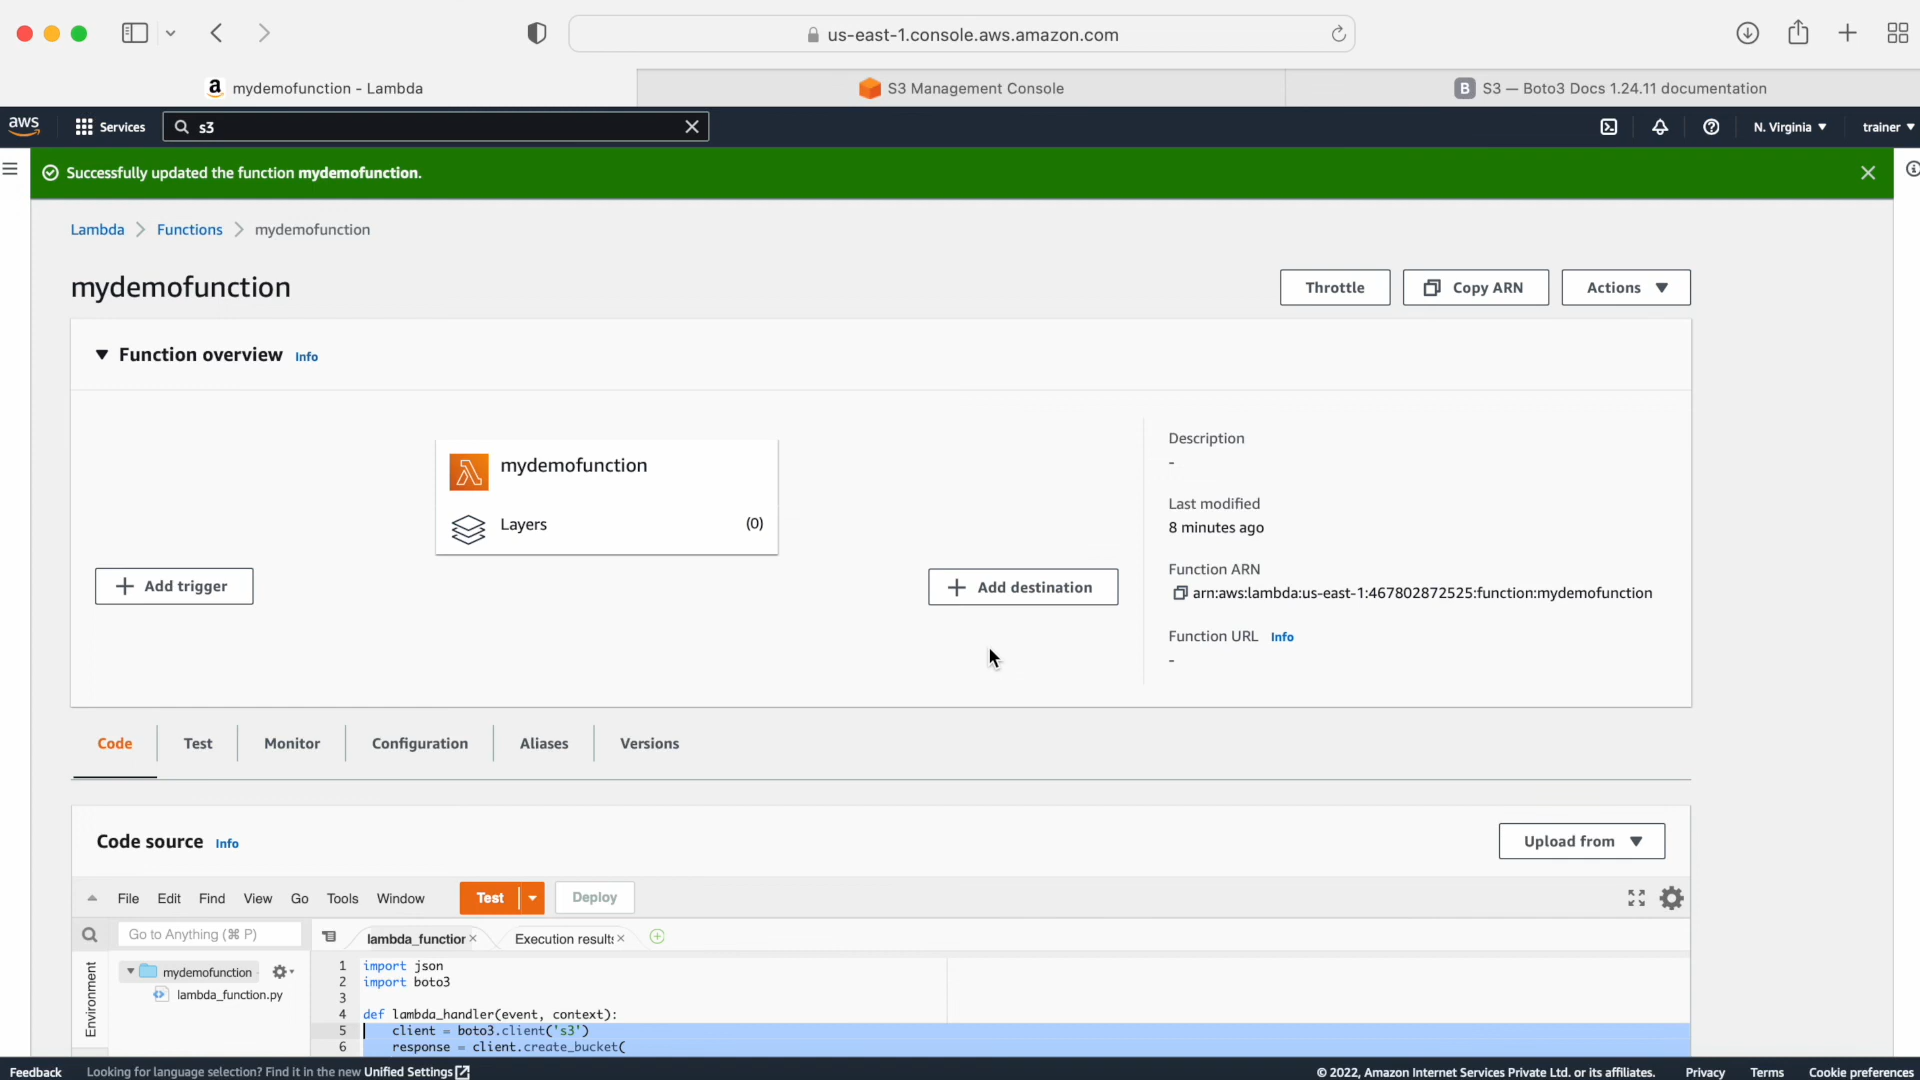 us-east-1.console.aws.amazon.com
a mydemofunction - Lambda
S3 Management Console
B S3 — Boto3 Docs 1.24.11 documentation
aws Services s3 N. Virginia trainer
Successfully updated the function mydemofunction.
Lambda Functions mydemofunction
mydemofunction
Throttle Copy ARN Actions
Function overview Info
mydemofunction
Layers (0)
Add trigger
Add destination
Description
-
Last modified
8 minutes ago
Function ARN
arn:aws:lambda:us-east-1:467802872525:function:mydemofunction
Function URL Info
-
Code Test Monitor Configuration Aliases Versions
Code source Info Upload from
File Edit Find View Go Tools Window Test Deploy
Go to Anything (⌘ P) lambda_function Execution results
Environment
mydemofunction
lambda_function.py
1 import json
2 import boto3
3
4 def lambda_handler(event, context):
5 client = boto3.client('s3')
6 response = client.create_bucket(
Feedback Looking for language selection? Find it in the new Unified Settings © 2022, Amazon Internet Services Private Ltd. or its affiliates. Privacy Terms Cookie preferences